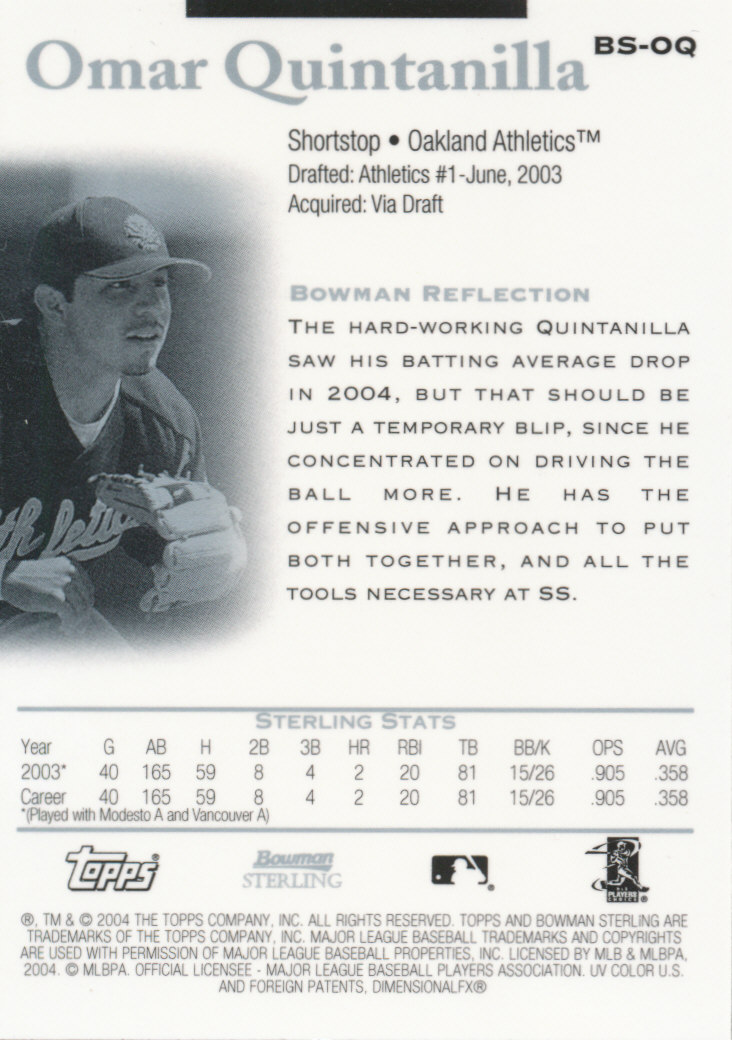 Omar Quintanilla
BS-OQ
Shortstop • Oakland Athletics™
Drafted: Athletics #1-June, 2003
Acquired: Via Draft
BOWMAN REFLECTION
THE HARD-WORKING QUINTANILLA
SAW HIS BATTING AVERAGE DROP
IN 2004, BUT THAT SHOULD BE
JUST A TEMPORARY BLIP, SINCE HE
CONCENTRATED ON DRIVING THE
BALL MORE. HE HAS THE
OFFENSIVE APPROACH TO PUT
BOTH TOGETHER, AND ALL THE
TOOLS NECESSARY AT SS.
STERLING STATS
Year G AB H 2B 3B HR RBI TB BB/K OPS AVG
2003* 40 165 59 8 4 2 20 81 15/26 .905 .358
Career 40 165 59 8 4 2 20 81 15/26 .905 .358
*(Played with Modesto A and Vancouver A)
Topps®
Bowman
STERLING
®
PLAYERS
CHOICE ®
®, TM & © 2004 THE TOPPS COMPANY, INC. ALL RIGHTS RESERVED. TOPPS AND BOWMAN STERLING ARE
TRADEMARKS OF THE TOPPS COMPANY, INC. MAJOR LEAGUE BASEBALL TRADEMARKS AND COPYRIGHTS
ARE USED WITH PERMISSION OF MAJOR LEAGUE BASEBALL PROPERTIES, INC. LICENSED BY MLB & MLBPA,
2004. © MLBPA. OFFICIAL LICENSEE - MAJOR LEAGUE BASEBALL PLAYERS ASSOCIATION. UV COLOR U.S.
AND FOREIGN PATENTS, DIMENSIONALFX®